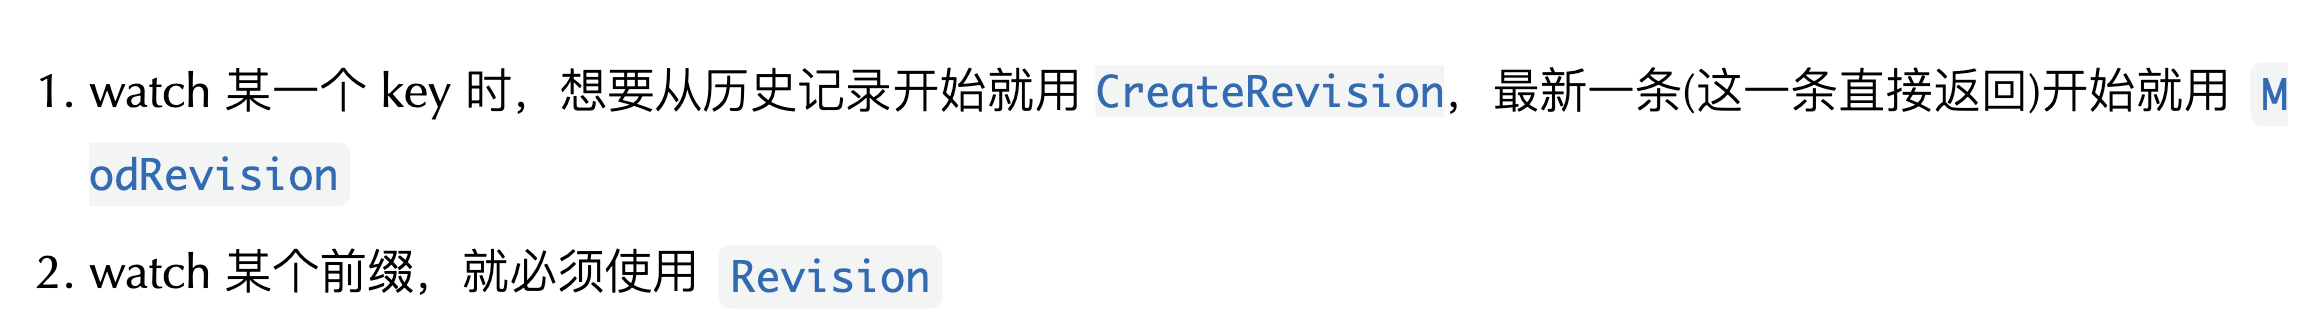 1. watch 某一个 key 时，想要从历史记录开始就用 CreateRevision，最新一条(这一条直接返回)开始就用 M
odRevision
2. watch 某个前缀，就必须使用 Revision